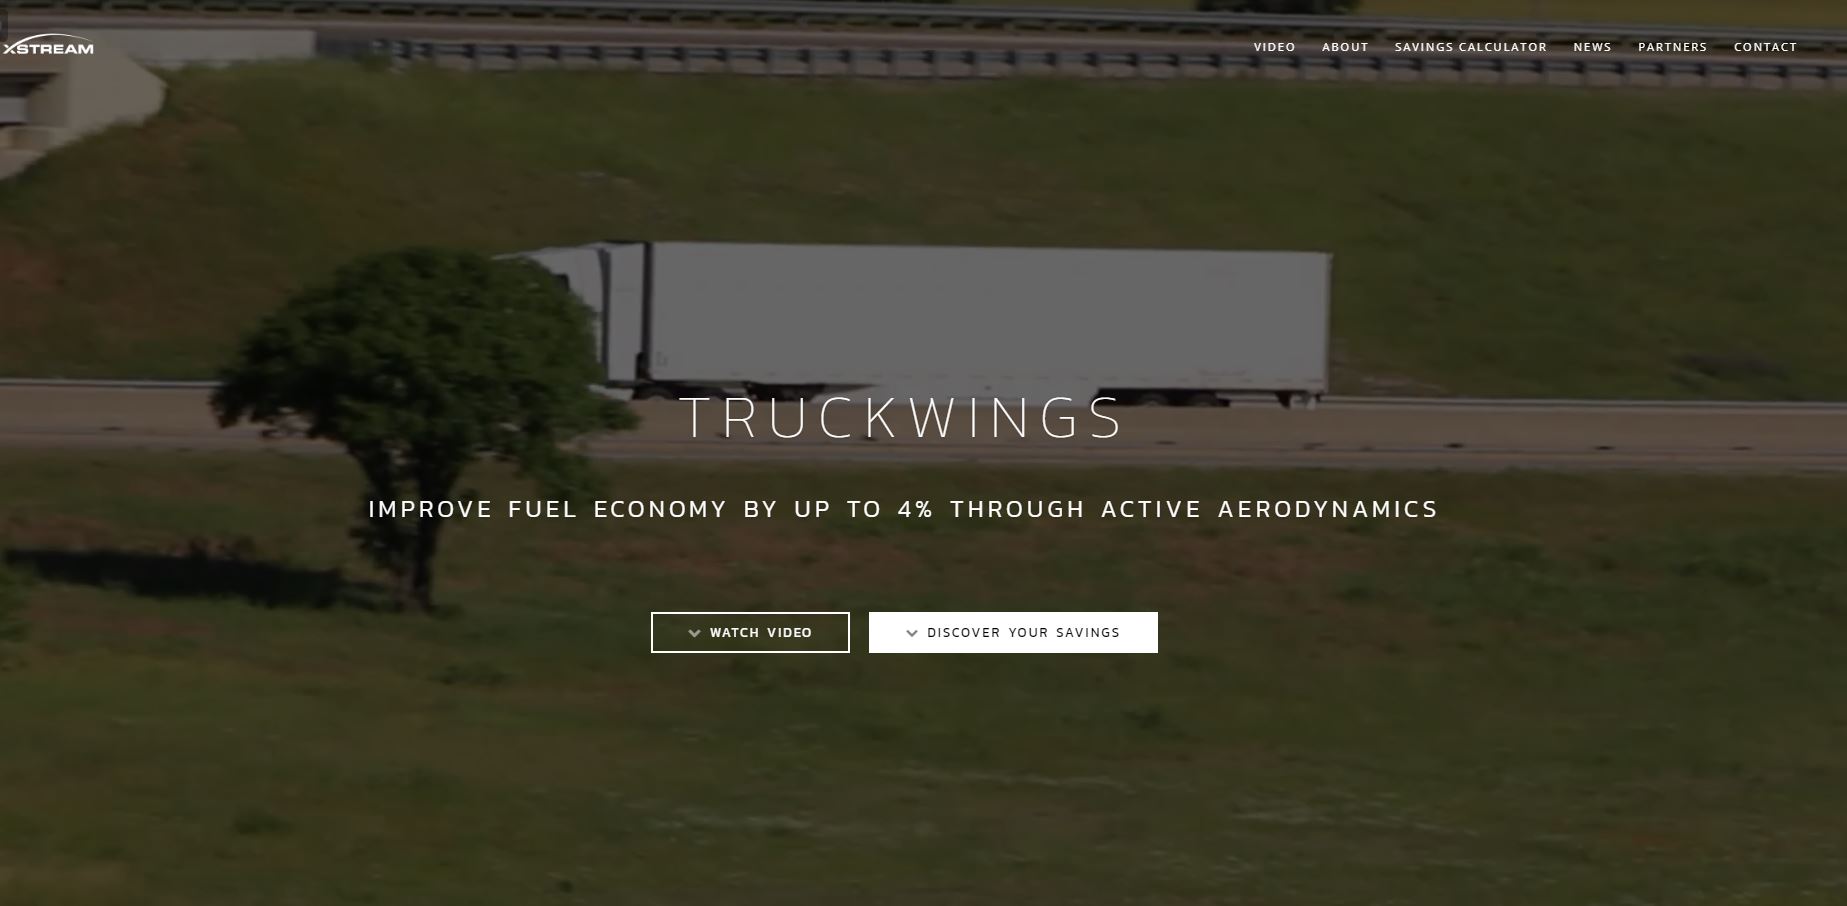 XSTREAM
VIDEO ABOUT SAVINGS CALCULATOR NEWS PARTNERS CONTACT
TRUCKWINGS
IMPROVE FUEL ECONOMY BY UP TO 4% THROUGH ACTIVE AERODYNAMICS
WATCH VIDEO DISCOVER YOUR SAVINGS